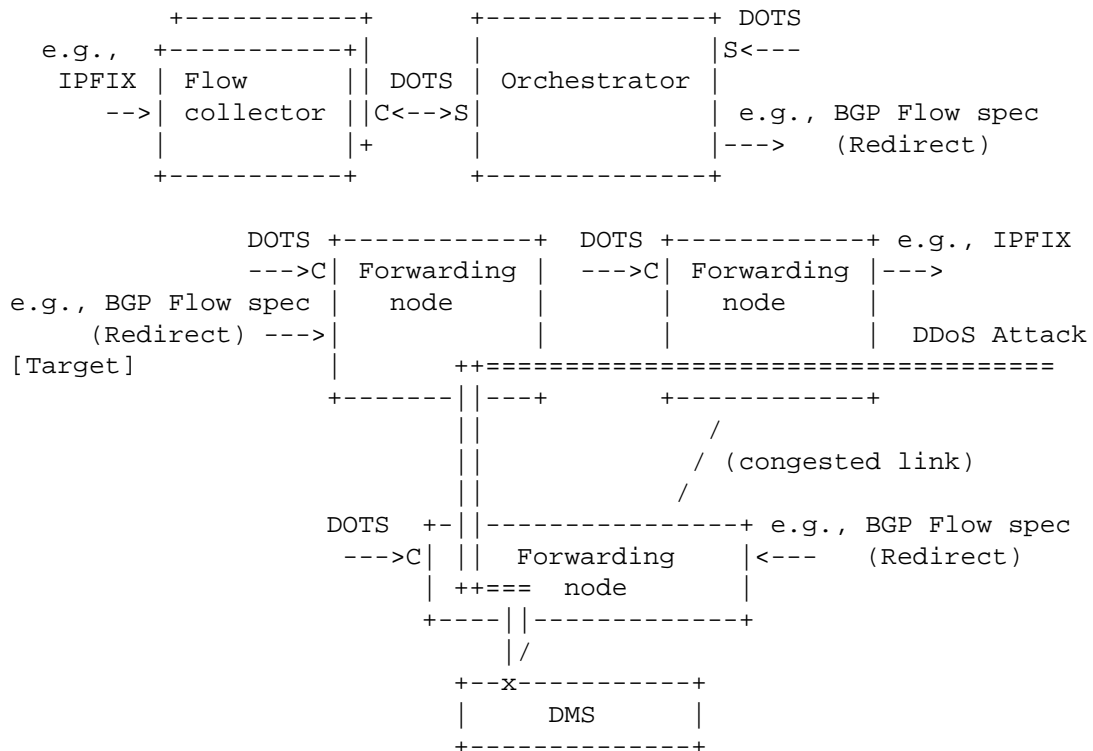 DOTS
e.g.,
S<---
IPFIX Flow DOTS Orchestrator
--> collector C<-->S e.g., BGP Flow spec
---> (Redirect)
DOTS DOTS e.g., IPFIX
--->C Forwarding --->C Forwarding --->
e.g., BGP Flow spec node node
(Redirect) ---> DDoS Attack
[Target] ++===================================
/
/ (congested link)
/
DOTS e.g., BGP Flow spec
--->C Forwarding <--- (Redirect)
++=== node
x
DMS